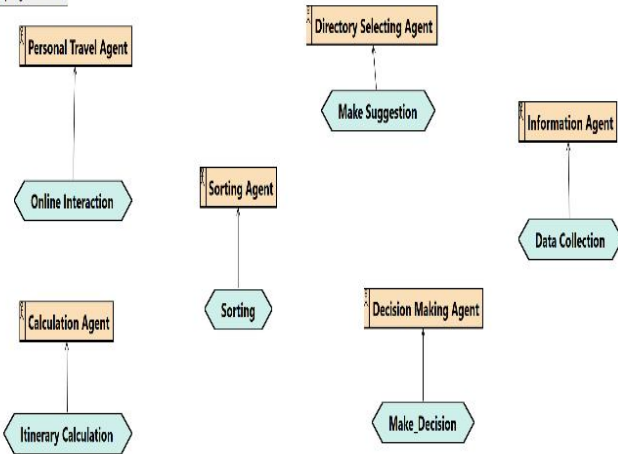 Personal Travel Agent
Directory Selecting Agent
Make Suggestion
Information Agent
Online Interaction
Sorting Agent
Data Collection
Sorting
Calculation Agent
Decision Making Agent
Itinerary Calculation
Make_Decision